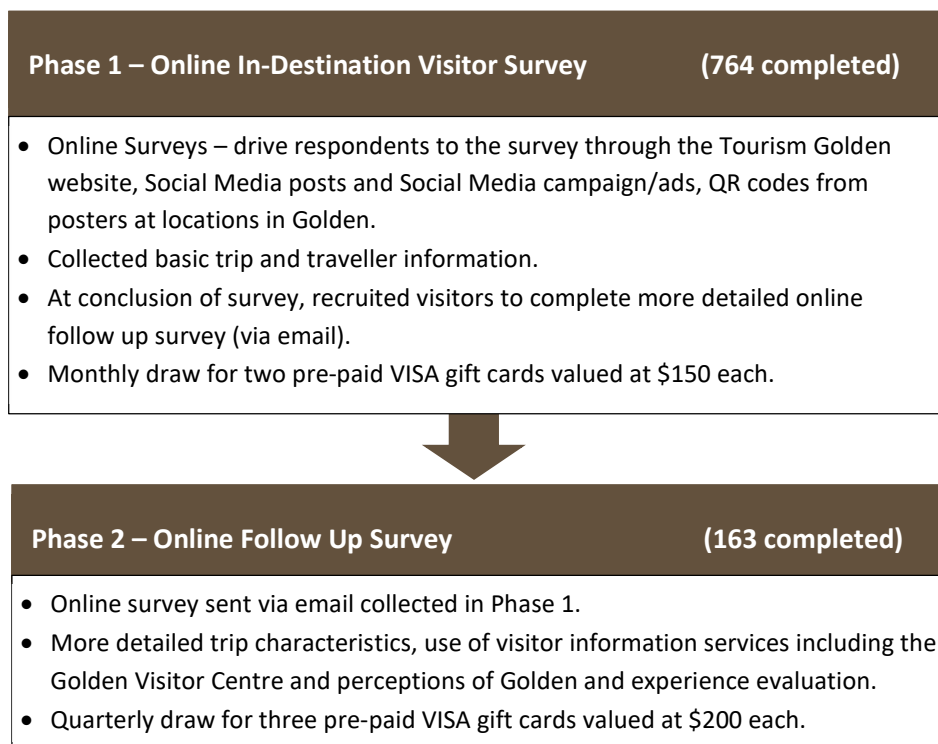 Phase 1 – Online In-Destination Visitor Survey (764 completed)
• Online Surveys – drive respondents to the survey through the Tourism Golden
website, Social Media posts and Social Media campaign/ads, QR codes from
posters at locations in Golden.
• Collected basic trip and traveller information.
• At conclusion of survey, recruited visitors to complete more detailed online
follow up survey (via email).
• Monthly draw for two pre-paid VISA gift cards valued at $150 each.
Phase 2 – Online Follow Up Survey (163 completed)
• Online survey sent via email collected in Phase 1.
• More detailed trip characteristics, use of visitor information services including the
Golden Visitor Centre and perceptions of Golden and experience evaluation.
• Quarterly draw for three pre-paid VISA gift cards valued at $200 each.